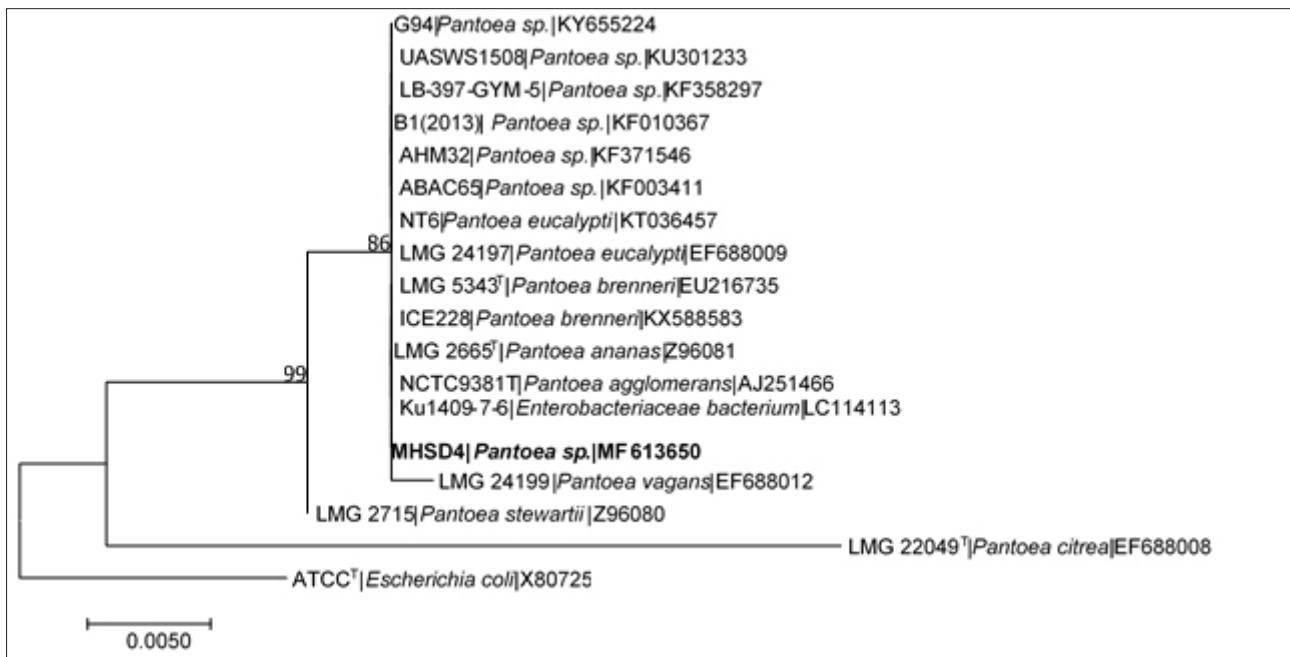 G94|Pantoea sp.|KY655224
UASWS1508|Pantoea sp.|KU301233
LB-397-GYM-5|Pantoea sp.|KF358297
B1(2013)| Pantoea sp.|KF010367
AHM32|Pantoea sp.|KF371546
ABAC65|Pantoea sp.|KF003411
NT6|Pantoea eucalypti|KT036457
86
LMG 24197|Pantoea eucalypti|EF688009
LMG 5343ᵀ|Pantoea brenneri|EU216735
ICE228|Pantoea brenneri|KX588583
LMG 2665ᵀ|Pantoea ananas|Z96081
99
NCTC9381T|Pantoea agglomerans|AJ251466
Ku1409-7-6|Enterobacteriaceae bacterium|LC114113
MHSD4|Pantoea sp.|MF613650
LMG 24199|Pantoea vagans|EF688012
LMG 2715|Pantoea stewartii|Z96080
LMG 22049ᵀ|Pantoea citrea|EF688008
ATCCᵀ|Escherichia coli|X80725
0.0050